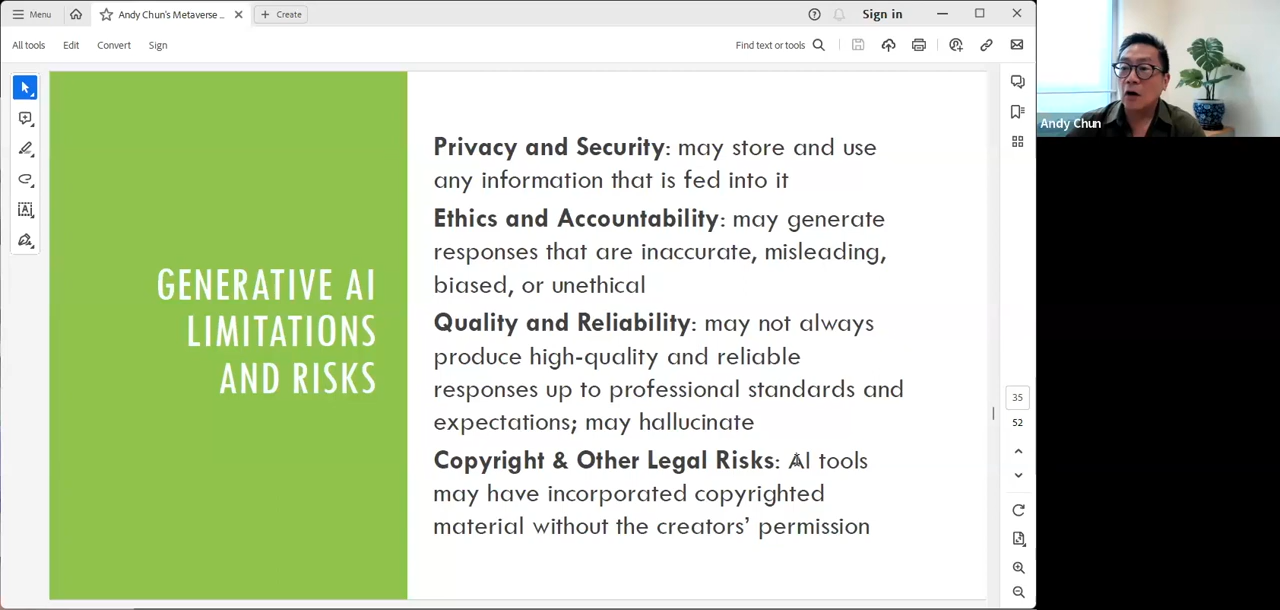 Menu
Andy Chun's Metaverse ...
Create
Sign in
All tools
Edit
Convert
Sign
Find text or tools
GENERATIVE AI
LIMITATIONS
AND RISKS
Privacy and Security: may store and use
any information that is fed into it
Ethics and Accountability: may generate
responses that are inaccurate, misleading,
biased, or unethical
Quality and Reliability: may not always
produce high-quality and reliable
responses up to professional standards and
expectations; may hallucinate
Copyright & Other Legal Risks: AI tools
may have incorporated copyrighted
material without the creators' permission
35
52
Andy Chun